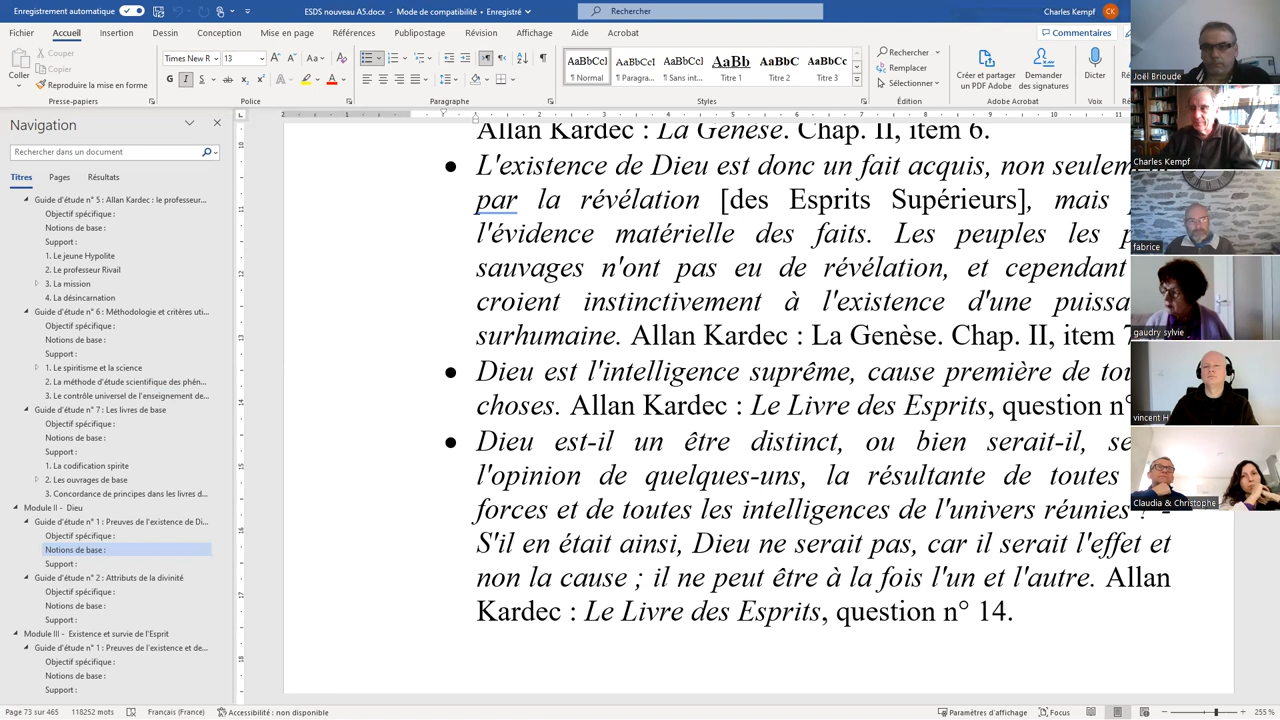 Enregistrement automatique
ESDS nouveau A5.docx - Mode de compatibilité - Enregistré
Rechercher
Charles Kempf CK
Fichier Accueil Insertion Dessin Conception Mise en page Références Publipostage Révision Affichage Aide Acrobat
Commentaires
Coller
Couper
Copier
Reproduire la mise en forme
Times New R 13
AaBbCcI AaBbCcI AaBbCcI AaBb AaBbC AaBbCc
¶ Normal ¶ Paragra... ¶ Sans int... Titre 1 Titre 2 Titre 3
Rechercher
Remplacer
Sélectionner
Créer et partager
un PDF Adobe
Demander
des signatures
Dicter
Presse-papiers Police Paragraphe Styles Édition Adobe Acrobat Voix
Navigation
Rechercher dans un document
Titres Pages Résultats
Guide d'étude n° 5 : Allan Kardec : le professeur...
Objectif spécifique :
Notions de base :
Support :
1. Le jeune Hypolite
2. Le professeur Rivail
3. La mission
4. La désincarnation
Guide d'étude n° 6 : Méthodologie et critères uti...
Objectif spécifique :
Notions de base :
Support :
1. Le spiritisme et la science
2. La méthode d'étude scientifique des phén...
3. Le contrôle universel de l'enseignement de...
Guide d'étude n° 7 : Les livres de base
Objectif spécifique :
Notions de base :
Support :
1. La codification spirite
2. Les ouvrages de base
3. Concordance de principes dans les livres d...
Module II - Dieu
Guide d'étude n° 1 : Preuves de l'existence de Di...
Objectif spécifique :
Notions de base :
Support :
Guide d'étude n° 2 : Attributs de la divinité
Objectif spécifique :
Notions de base :
Support :
Module III - Existence et survie de l'Esprit
Guide d'étude n° 1 : Preuves de l'existence et de...
Objectif spécifique :
Notions de base :
Support :
Allan Kardec : La Genèse. Chap. II, item 6.
L'existence de Dieu est donc un fait acquis, non seulem
par la révélation [des Esprits Supérieurs], mais
l'évidence matérielle des faits. Les peuples les
sauvages n'ont pas eu de révélation, et cependant
croient instinctivement à l'existence d'une puissa
surhumaine. Allan Kardec : La Genèse. Chap. II, item
Dieu est l'intelligence suprême, cause première de tou
choses. Allan Kardec : Le Livre des Esprits, question n°
Dieu est-il un être distinct, ou bien serait-il, se
l'opinion de quelques-uns, la résultante de toutes
forces et de toutes les intelligences de l'univers réunies ? -
S'il en était ainsi, Dieu ne serait pas, car il serait l'effet et
non la cause ; il ne peut être à la fois l'un et l'autre. Allan
Kardec : Le Livre des Esprits, question n° 14.
Joël Brioude
Charles Kempf
fabrice
gaudry sylvie
vincent H
Claudia & Christophe
Page 73 sur 465 118252 mots Français (France) Accessibilité : non disponible
Paramètres d'affichage Focus 255 %